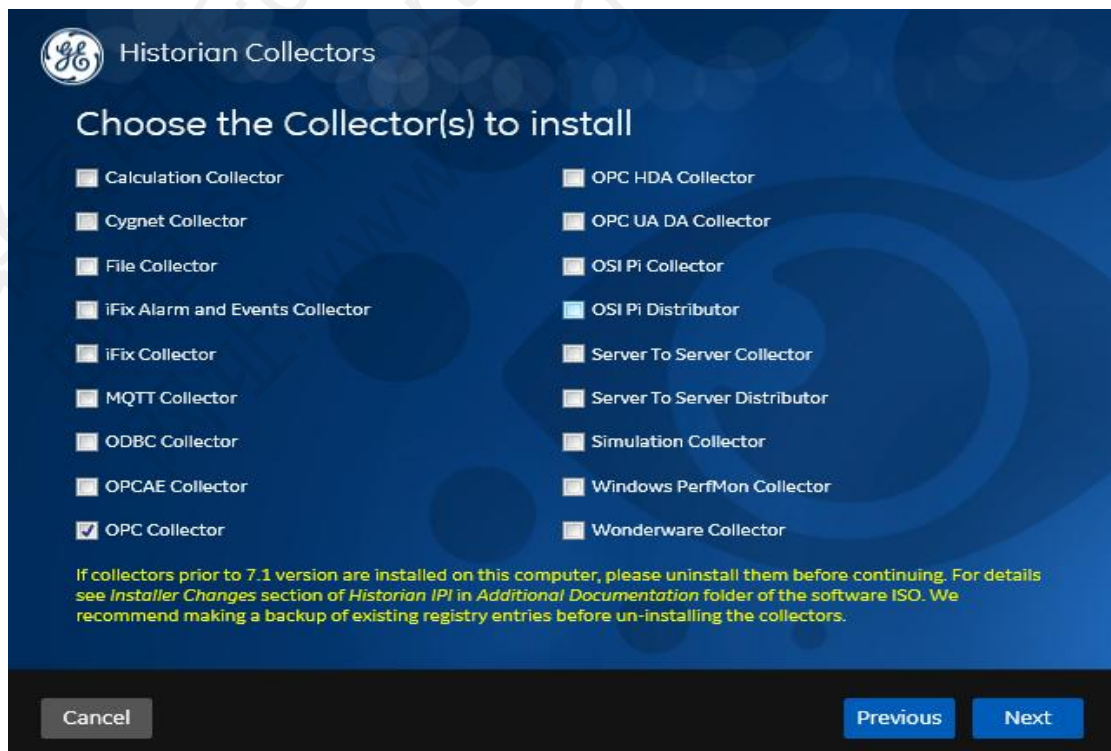 Historian Collectors
Choose the Collector(s) to install
Calculation Collector
Cygnet Collector
File Collector
iFix Alarm and Events Collector
iFix Collector
MQTT Collector
ODBC Collector
OPCAE Collector
OPC Collector
OPC HDA Collector
OPC UA DA Collector
OSI Pi Collector
OSI Pi Distributor
Server To Server Collector
Server To Server Distributor
Simulation Collector
Windows PerfMon Collector
Wonderware Collector
If collectors prior to 7.1 version are installed on this computer, please uninstall them before continuing. For details
see Installer Changes section of Historian IPI in Additional Documentation folder of the software ISO. We
recommend making a backup of existing registry entries before un-installing the collectors.
Cancel
Previous
Next